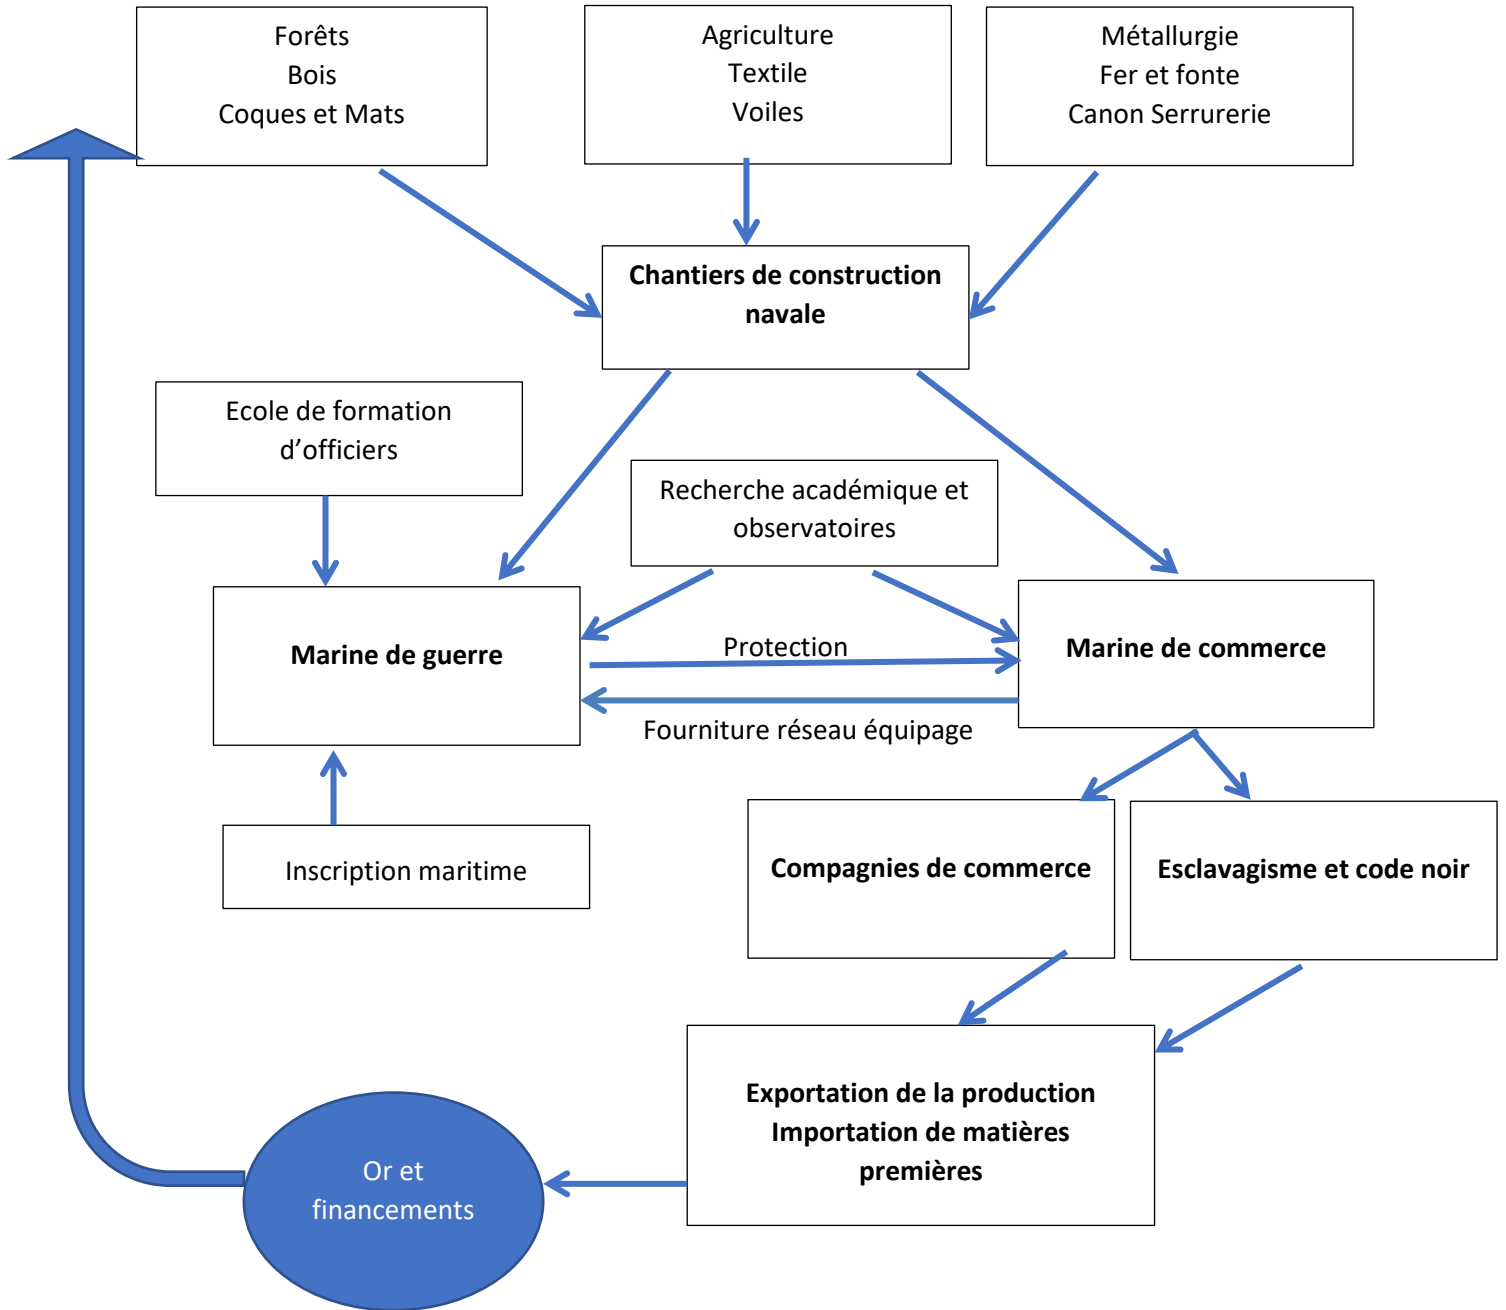 Forêts
Bois
Coques et Mats
Agriculture
Textile
Voiles
Métallurgie
Fer et fonte
Canon Serrurerie
Chantiers de construction
navale
Ecole de formation
d’officiers
Recherche académique et
observatoires
Marine de guerre
Protection
Marine de commerce
Fourniture réseau équipage
Inscription maritime
Compagnies de commerce
Esclavagisme et code noir
Exportation de la production
Importation de matières
premières
Or et
financements